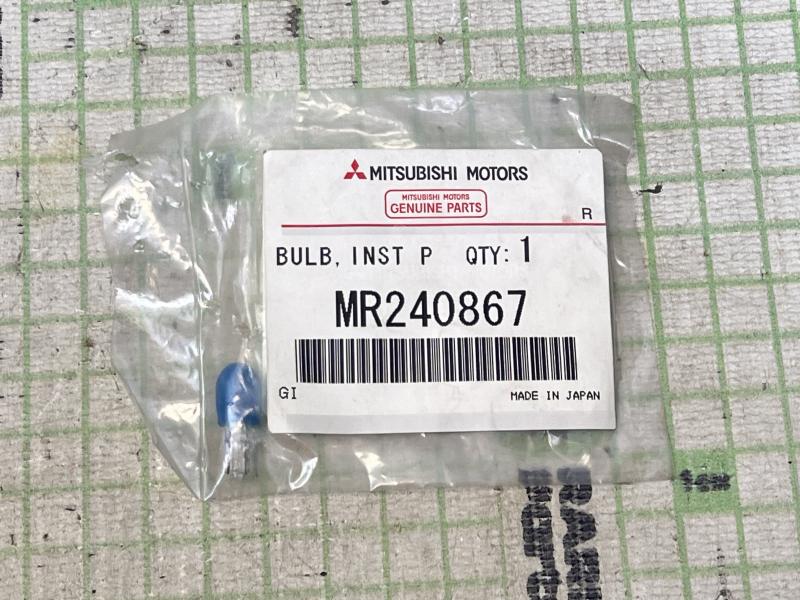 MITSUBISHI MOTORS
MITSUBISHI MOTORS
GENUINE PARTS
R
BULB, INST P QTY: 1
MR240867
GI MADE IN JAPAN